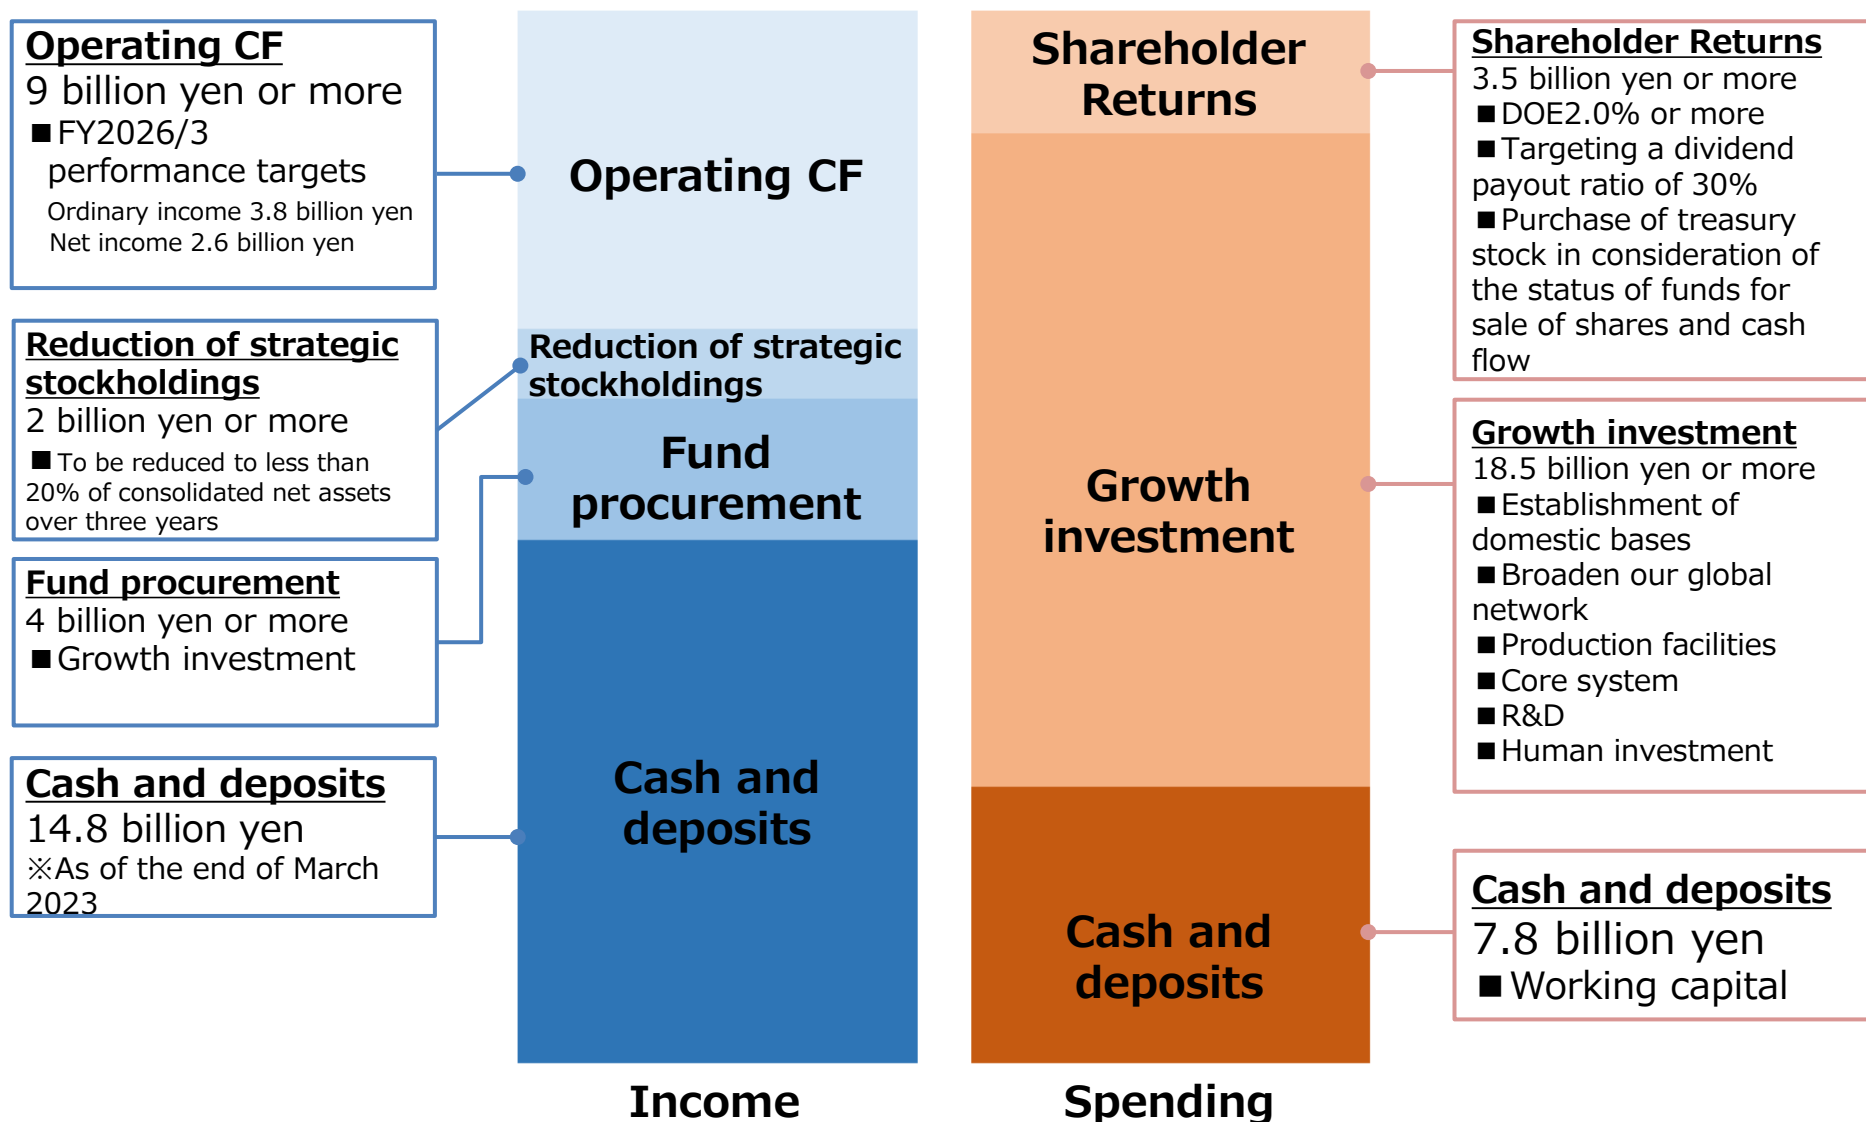 Operating CF
9 billion yen or more
■FY2026/3
performance targets
Ordinary income 3.8 billion yen
Net income 2.6 billion yen
Reduction of strategic
stockholdings
2 billion yen or more
■ To be reduced to less than
20% of consolidated net assets
over three years
Fund procurement
4 billion yen or more
■Growth investment
Cash and deposits
14.8 billion yen
※As of the end of March
2023
Operating CF
Reduction of strategic
stockholdings
Fund
procurement
Cash and
deposits
Income
Shareholder
Returns
Growth
investment
Cash and
deposits
Spending
Shareholder Returns
3.5 billion yen or more
■DOE2.0% or more
■Targeting a dividend
payout ratio of 30%
■Purchase of treasury
stock in consideration of
the status of funds for
sale of shares and cash
flow
Growth investment
18.5 billion yen or more
■Establishment of
domestic bases
■Broaden our global
network
■Production facilities
■Core system
■R&D
■Human investment
Cash and deposits
7.8 billion yen
■Working capital